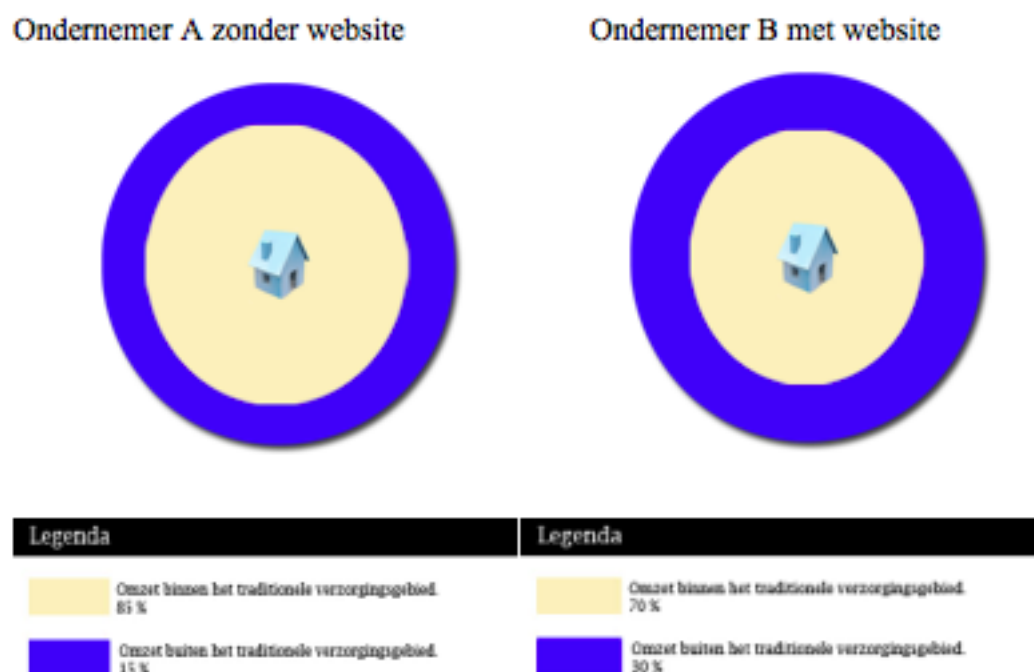 Ondernemer A zonder website
Ondernemer B met website
Legenda
Omzet binnen het traditionele verzorgingsgebied.
85 %
Omzet buiten het traditionele verzorgingsgebied.
15 %
Legenda
Omzet binnen het traditionele verzorgingsgebied.
70 %
Omzet buiten het traditionele verzorgingsgebied.
30 %